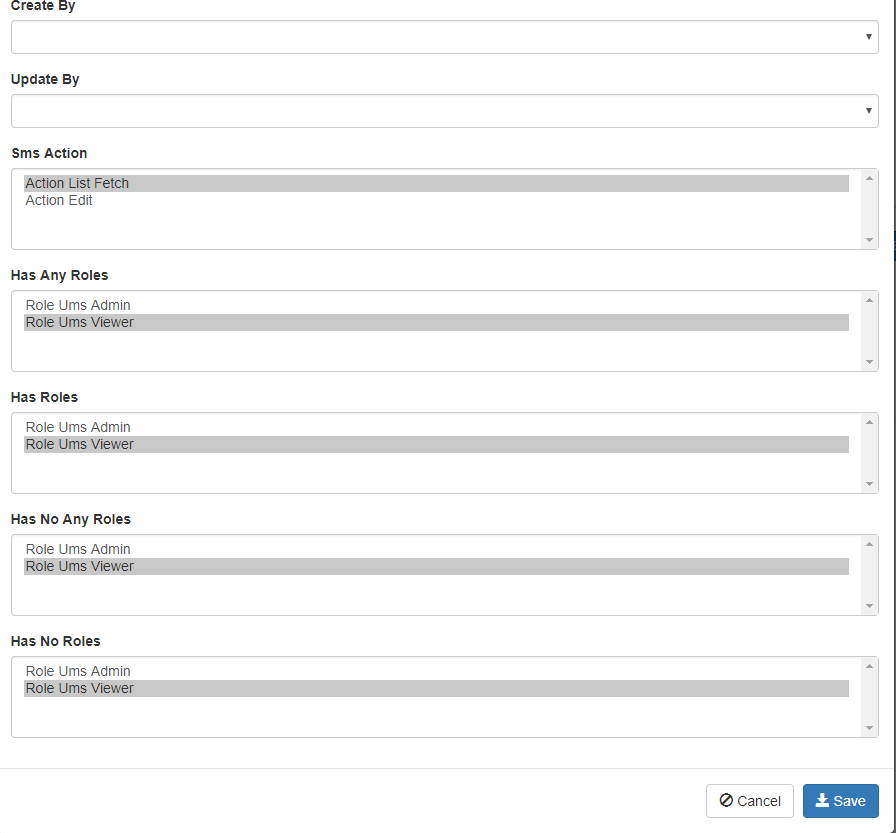 Create By
Update By
Sms Action
Action List Fetch
Action Edit
Has Any Roles
Role Ums Admin
Role Ums Viewer
Has Roles
Role Ums Admin
Role Ums Viewer
Has No Any Roles
Role Ums Admin
Role Ums Viewer
Has No Roles
Role Ums Admin
Role Ums Viewer
Cancel Save